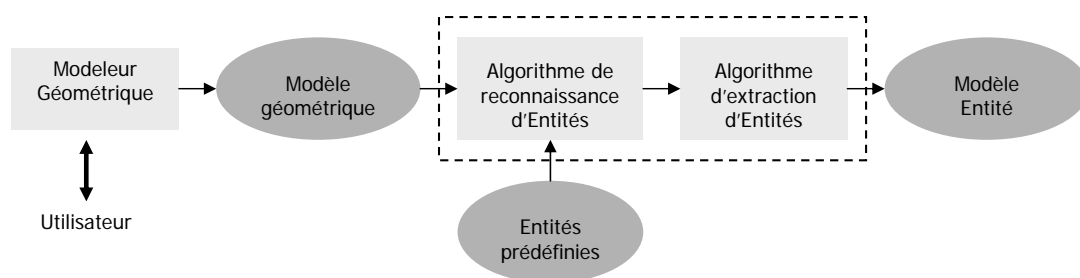 Modeleur
Géométrique
Modèle
géométrique
Algorithme de
reconnaissance
d'Entités
Algorithme
d'extraction
d'Entités
Modèle
Entité
Utilisateur
Entités
prédéfinies